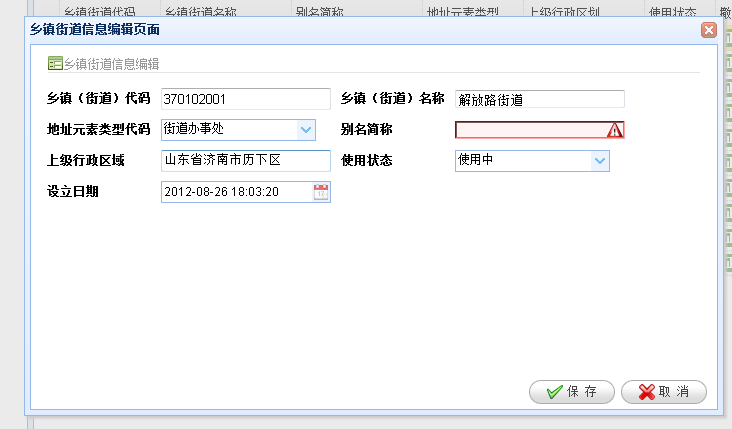 乡镇街道代码 乡镇街道名称 别名简称 地址元素类型 上级行政区划 使用状态
乡镇街道信息编辑页面
乡镇街道信息编辑
乡镇（街道）代码 370102001 乡镇（街道）名称 解放路街道
地址元素类型代码 街道办事处 别名简称
上级行政区域 山东省济南市历下区 使用状态 使用中
设立日期 2012-08-26 18:03:20
保存 取消